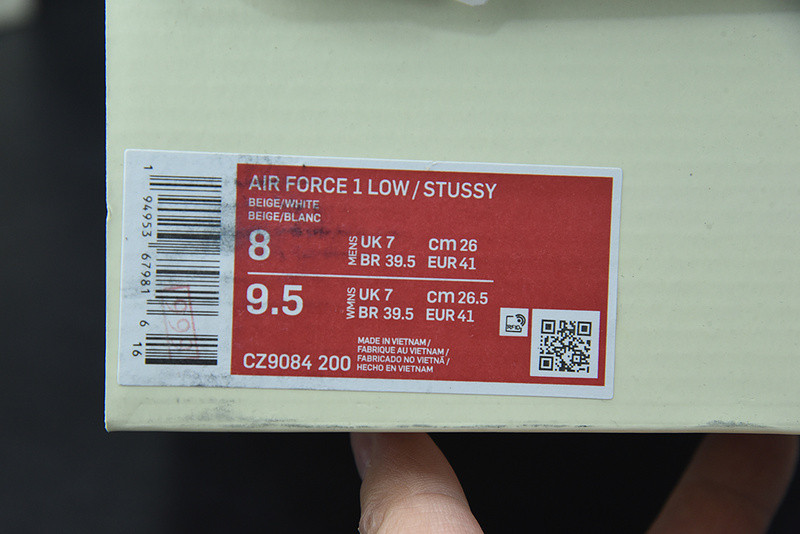 AIR FORCE 1 LOW / STUSSY
BEIGE/WHITE
BEIGE/BLANC
8 MENS UK 7 cm 26
BR 39.5 EUR 41
9.5 WMNS UK 7 cm 26.5
BR 39.5 EUR 41
RFID
CZ9084 200
MADE IN VIETNAM /
FABRIQUE AU VIETNAM /
FABRICADO NO VIETNÃ /
HECHO EN VIETNAM
1 94953 67981 6 16